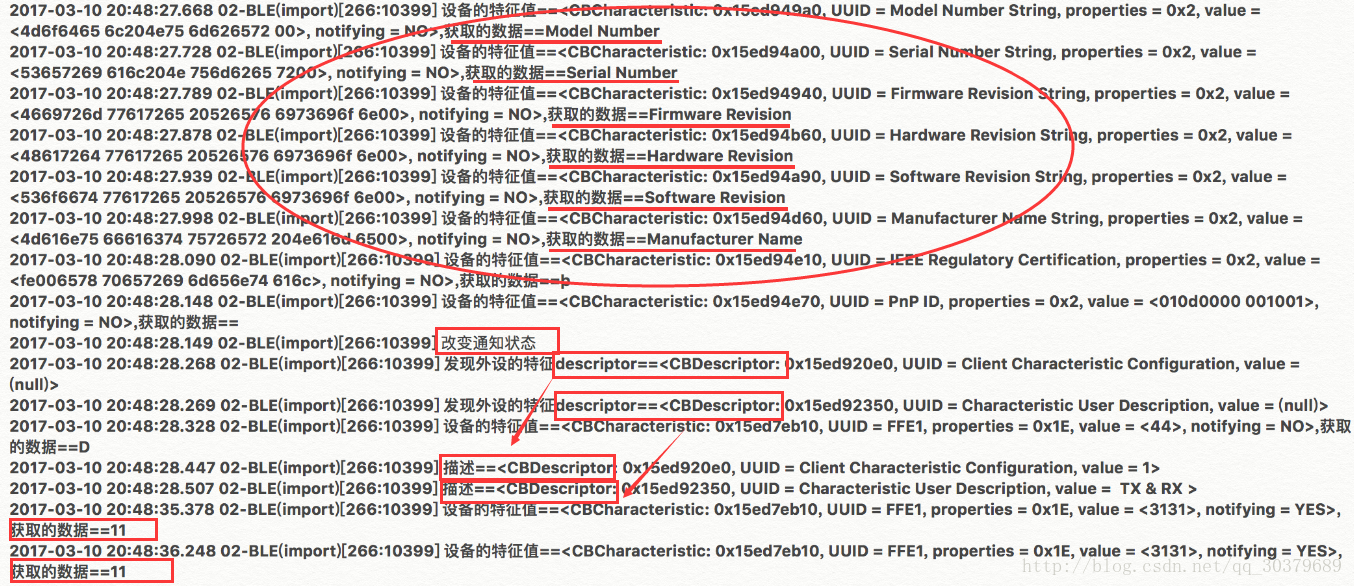 2017-03-10 20:48:27.668 02-BLE(import)[266:10399] 设备的特征值==<CBCharacteristic: 0x15ed949a0, UUID = Model Number String, properties = 0x2, value =
<4d6f6465 6c204e75 6d626572 00>, notifying = NO>,获取的数据==Model Number
2017-03-10 20:48:27.728 02-BLE(import)[266:10399] 设备的特征值==<CBCharacteristic: 0x15ed94a00, UUID = Serial Number String, properties = 0x2, value =
<53657269 616c204e 756d6265 7200>, notifying = NO>,获取的数据==Serial Number
2017-03-10 20:48:27.789 02-BLE(import)[266:10399] 设备的特征值==<CBCharacteristic: 0x15ed94940, UUID = Firmware Revision String, properties = 0x2, value =
<4669726d 77617265 20526576 6973696f 6e00>, notifying = NO>,获取的数据==Firmware Revision
2017-03-10 20:48:27.878 02-BLE(import)[266:10399] 设备的特征值==<CBCharacteristic: 0x15ed94b60, UUID = Hardware Revision String, properties = 0x2, value =
<48617264 77617265 20526576 6973696f 6e00>, notifying = NO>,获取的数据==Hardware Revision
2017-03-10 20:48:27.939 02-BLE(import)[266:10399] 设备的特征值==<CBCharacteristic: 0x15ed94a90, UUID = Software Revision String, properties = 0x2, value =
<536f6674 77617265 20526576 6973696f 6e00>, notifying = NO>,获取的数据==Software Revision
2017-03-10 20:48:27.998 02-BLE(import)[266:10399] 设备的特征值==<CBCharacteristic: 0x15ed94d60, UUID = Manufacturer Name String, properties = 0x2, value =
<4d616e75 66616374 75726572 204e616d 6500>, notifying = NO>,获取的数据==Manufacturer Name
2017-03-10 20:48:28.090 02-BLE(import)[266:10399] 设备的特征值==<CBCharacteristic: 0x15ed94e10, UUID = IEEE Regulatory Certification, properties = 0x2, value =
<fe006578 70657269 6d656e74 616c>, notifying = NO>,获取的数据==b
2017-03-10 20:48:28.148 02-BLE(import)[266:10399] 设备的特征值==<CBCharacteristic: 0x15ed94e70, UUID = PnP ID, properties = 0x2, value = <010d0000 001001>,
notifying = NO>,获取的数据==
2017-03-10 20:48:28.149 02-BLE(import)[266:10399] 改变通知状态
2017-03-10 20:48:28.268 02-BLE(import)[266:10399] 发现外设的特征descriptor==<CBDescriptor: 0x15ed920e0, UUID = Client Characteristic Configuration, value =
(null)>
2017-03-10 20:48:28.269 02-BLE(import)[266:10399] 发现外设的特征descriptor==<CBDescriptor: 0x15ed92350, UUID = Characteristic User Description, value = (null)>
2017-03-10 20:48:28.328 02-BLE(import)[266:10399] 设备的特征值==<CBCharacteristic: 0x15ed7eb10, UUID = FFE1, properties = 0x1E, value = <44>, notifying = NO>,获取
的数据==D
2017-03-10 20:48:28.447 02-BLE(import)[266:10399] 描述==<CBDescriptor: 0x15ed920e0, UUID = Client Characteristic Configuration, value = 1>
2017-03-10 20:48:28.507 02-BLE(import)[266:10399] 描述==<CBDescriptor: 0x15ed92350, UUID = Characteristic User Description, value =  TX & RX >
2017-03-10 20:48:35.378 02-BLE(import)[266:10399] 设备的特征值==<CBCharacteristic: 0x15ed7eb10, UUID = FFE1, properties = 0x1E, value = <3131>, notifying = YES>,
获取的数据==11
2017-03-10 20:48:36.248 02-BLE(import)[266:10399] 设备的特征值==<CBCharacteristic: 0x15ed7eb10, UUID = FFE1, properties = 0x1E, value = <3131>, notifying = YES>,
获取的数据==11
http://blog.csdn.net/qq_30379689